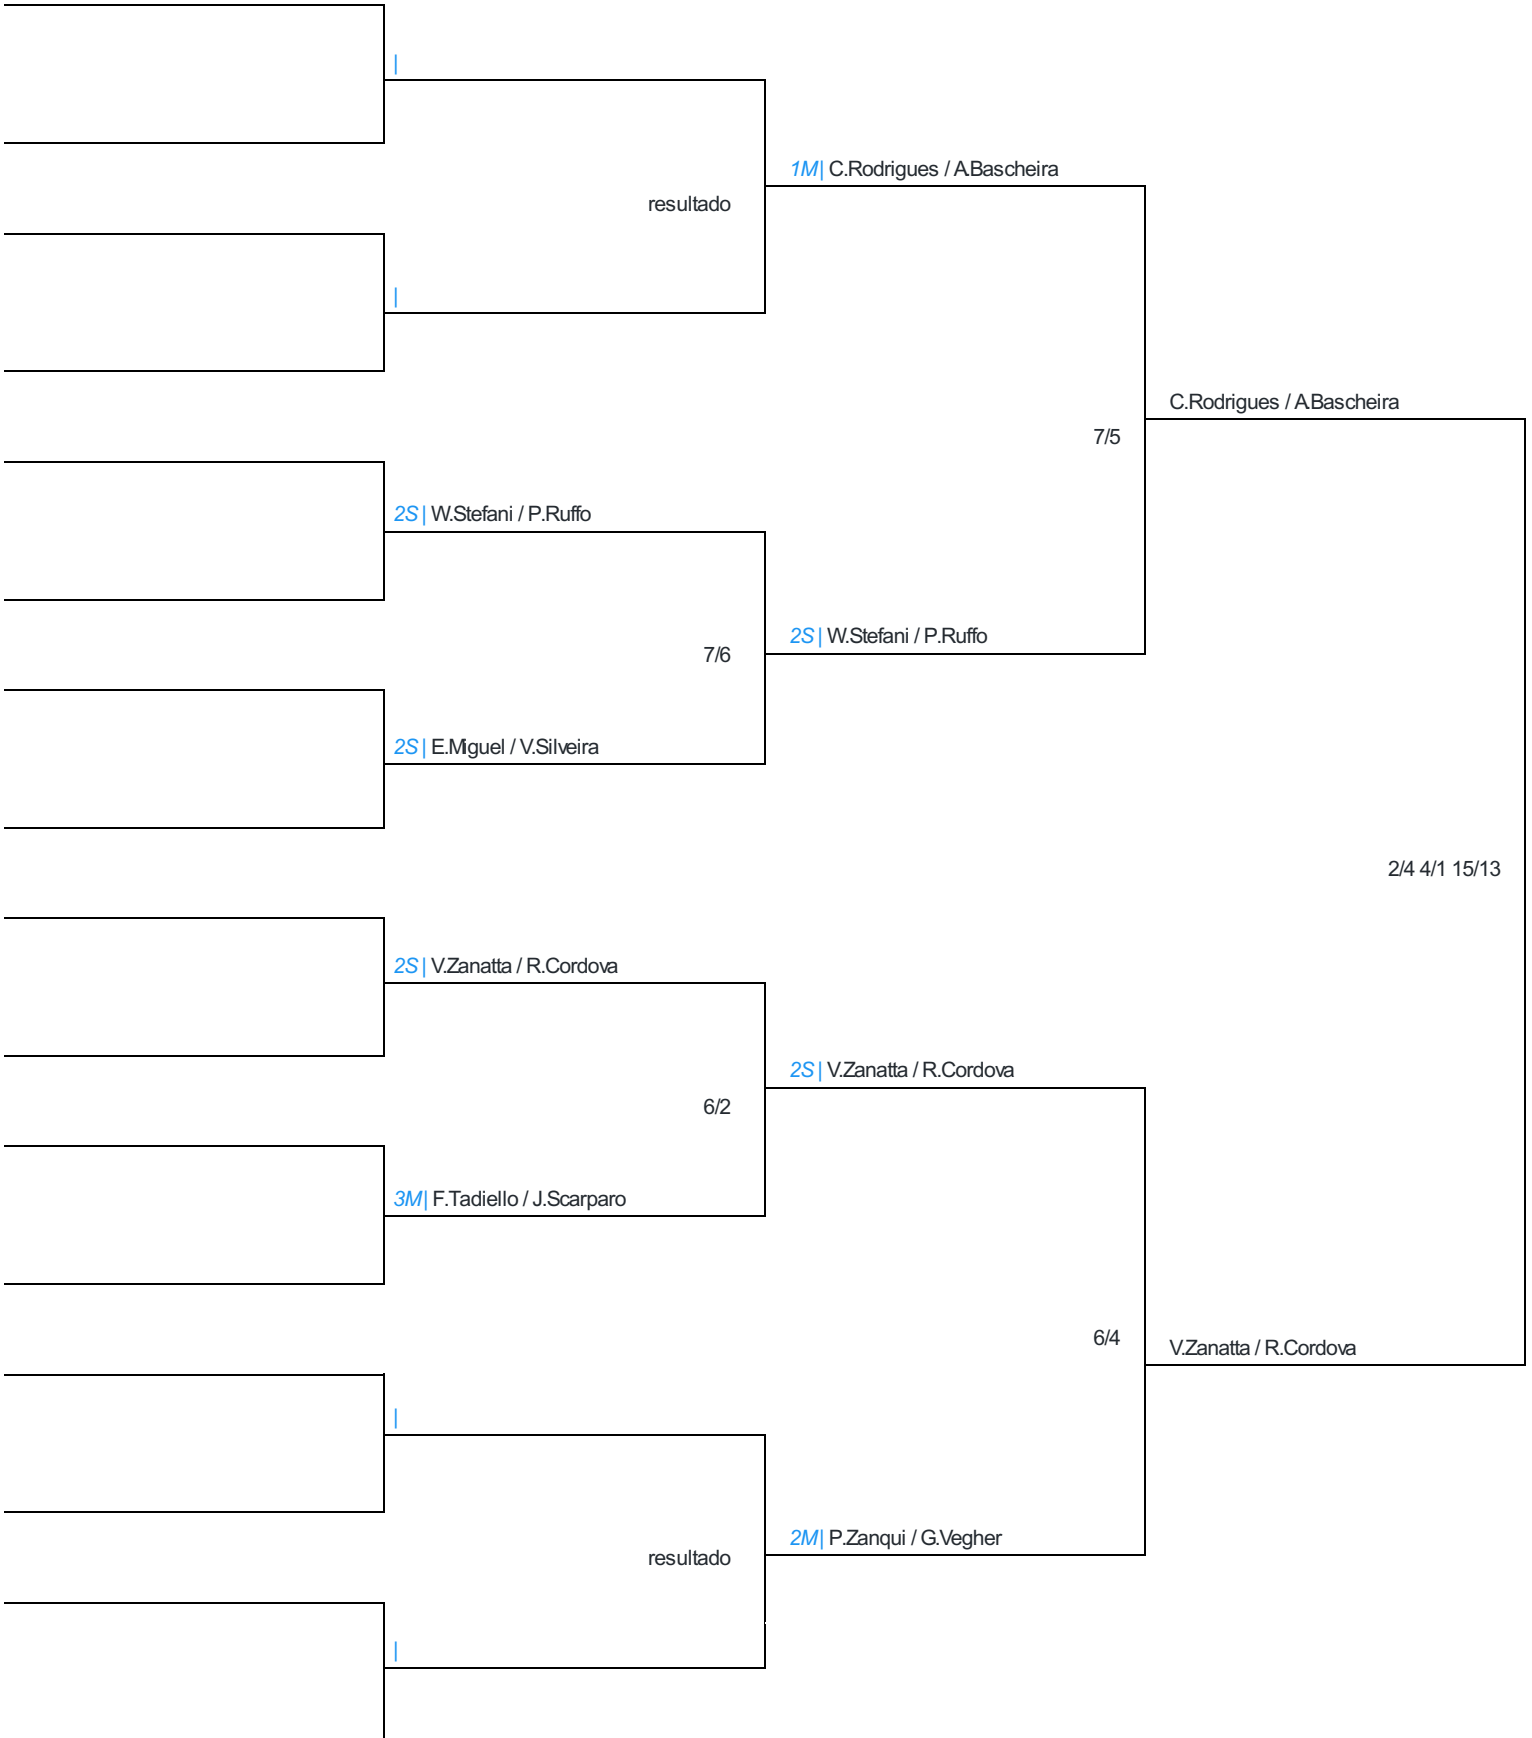 |
1M| C.Rodrigues / A.Bascheira
resultado
|
C.Rodrigues / A.Bascheira
7/5
2S| W.Stefani / P.Ruffo
2S| W.Stefani / P.Ruffo
7/6
2S| E.Miguel / V.Silveira
2/4 4/1 15/13
2S| V.Zanatta / R.Cordova
2S| V.Zanatta / R.Cordova
6/2
3M| F.Tadiello / J.Scarparo
6/4
V.Zanatta / R.Cordova
|
2M| P.Zanqui / G.Vegher
resultado
|